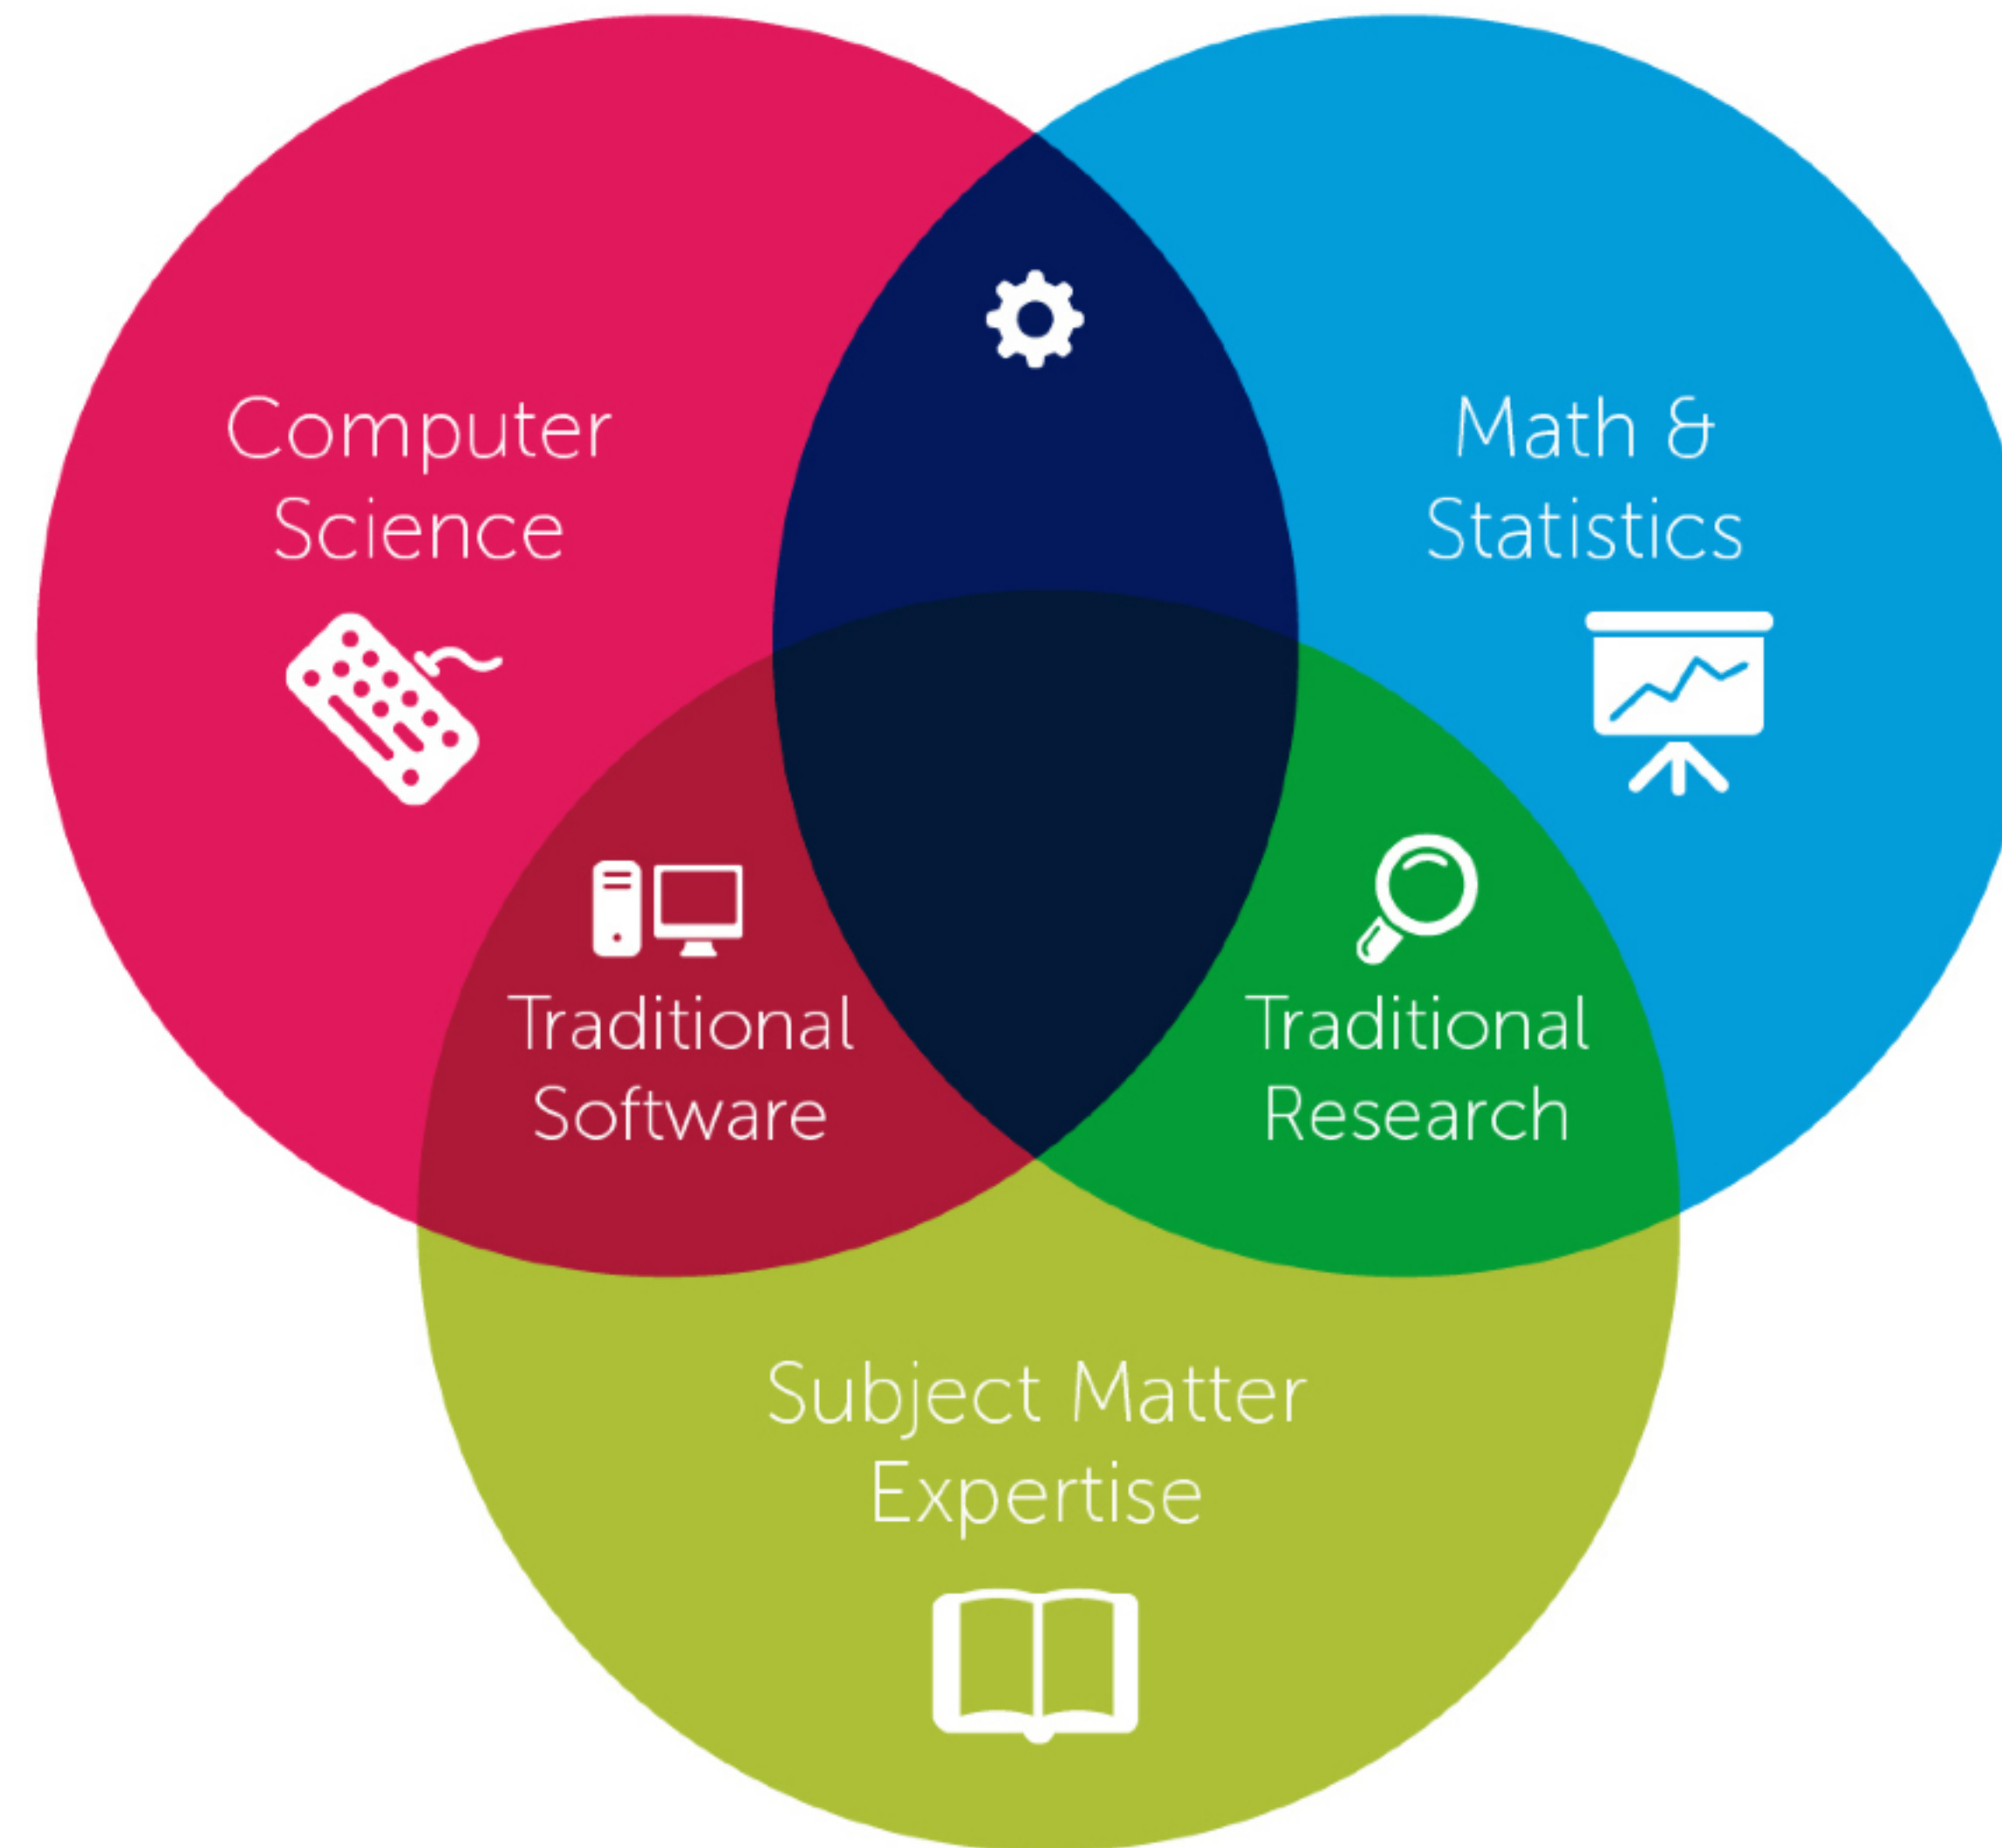 Computer
Science
Math &
Statistics
Traditional
Software
Traditional
Research
Subject Matter
Expertise